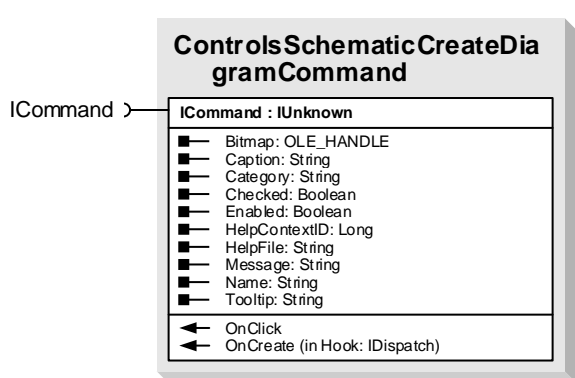 ControlsSchematicCreateDia
gramCommand
ICommand
ICommand : IUnknown
Bitmap: OLE_HANDLE
Caption: String
Category: String
Checked: Boolean
Enabled: Boolean
HelpContextID: Long
HelpFile: String
Message: String
Name: String
Tooltip: String
OnClick
OnCreate (in Hook: IDispatch)